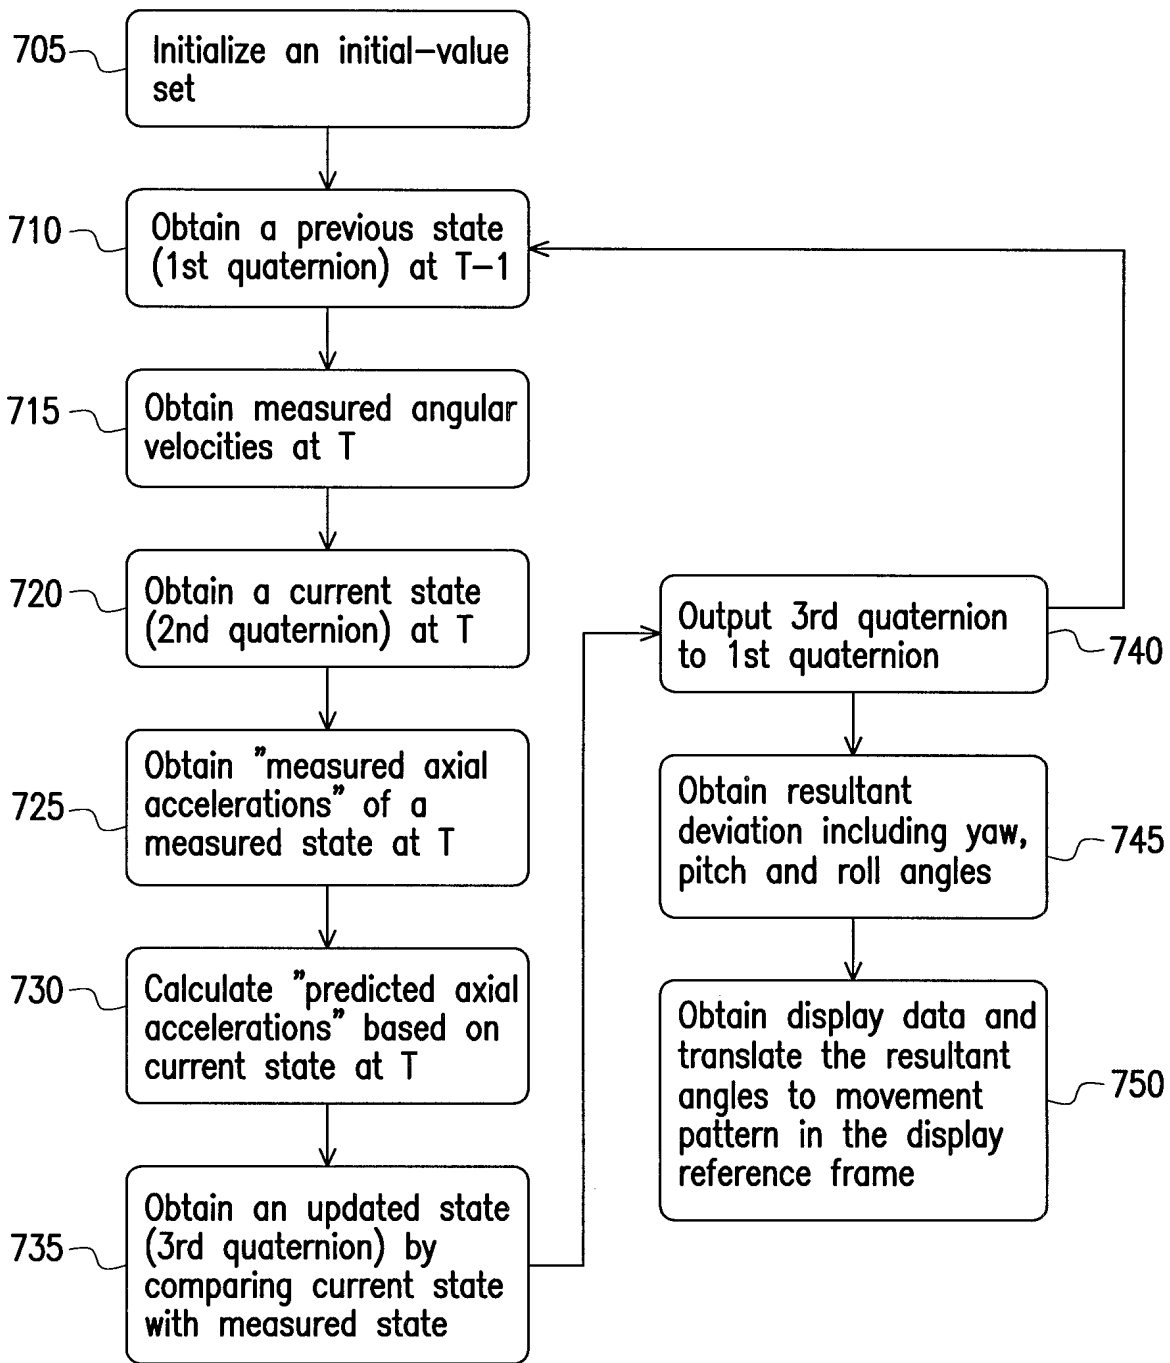 705
Initialize an initial-value
set
710
Obtain a previous state
(1st quaternion) at T-1
715
Obtain measured angular
velocities at T
720
Obtain a current state
(2nd quaternion) at T
725
Obtain "measured axial
accelerations" of a
measured state at T
730
Calculate "predicted axial
accelerations" based on
current state at T
735
Obtain an updated state
(3rd quaternion) by
comparing current state
with measured state
Output 3rd quaternion
to 1st quaternion
740
Obtain resultant
deviation including yaw,
pitch and roll angles
745
Obtain display data and
translate the resultant
angles to movement
pattern in the display
reference frame
750